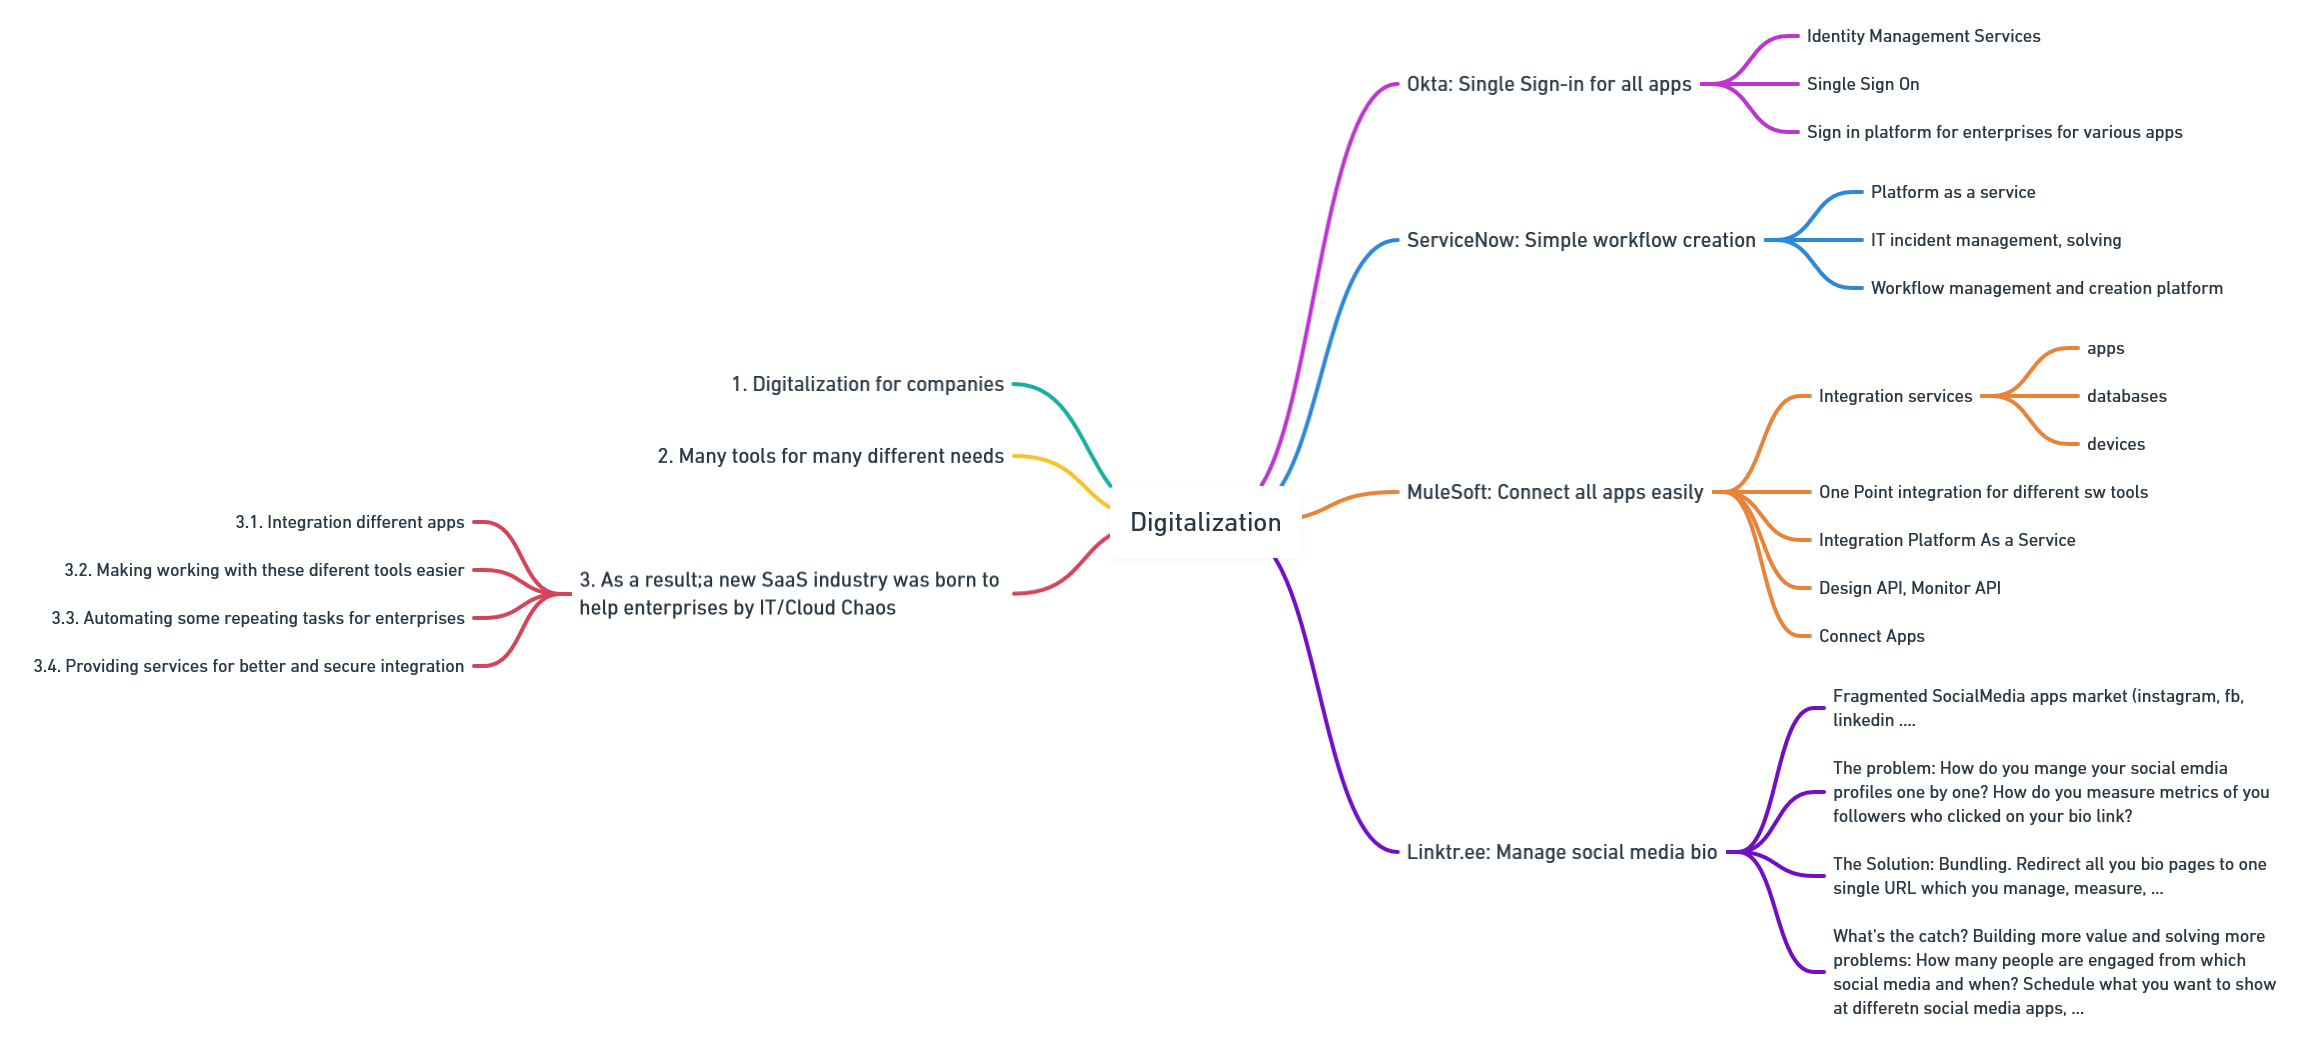 Digitalization
1. Digitalization for companies
2. Many tools for many different needs
3. As a result;a new SaaS industry was born to
help enterprises by IT/Cloud Chaos
3.1. Integration different apps
3.2. Making working with these diferent tools easier
3.3. Automating some repeating tasks for enterprises
3.4. Providing services for better and secure integration
Okta: Single Sign-in for all apps
Identity Management Services
Single Sign On
Sign in platform for enterprises for various apps
ServiceNow: Simple workflow creation
Platform as a service
IT incident management, solving
Workflow management and creation platform
MuleSoft: Connect all apps easily
Integration services
apps
databases
devices
One Point integration for different sw tools
Integration Platform As a Service
Design API, Monitor API
Connect Apps
Linktr.ee: Manage social media bio
Fragmented SocialMedia apps market (instagram, fb,
linkedin ....
The problem: How do you mange your social emdia
profiles one by one? How do you measure metrics of you
followers who clicked on your bio link?
The Solution: Bundling. Redirect all you bio pages to one
single URL which you manage, measure, ...
What's the catch? Building more value and solving more
problems: How many people are engaged from which
social media and when? Schedule what you want to show
at differetn social media apps, ...